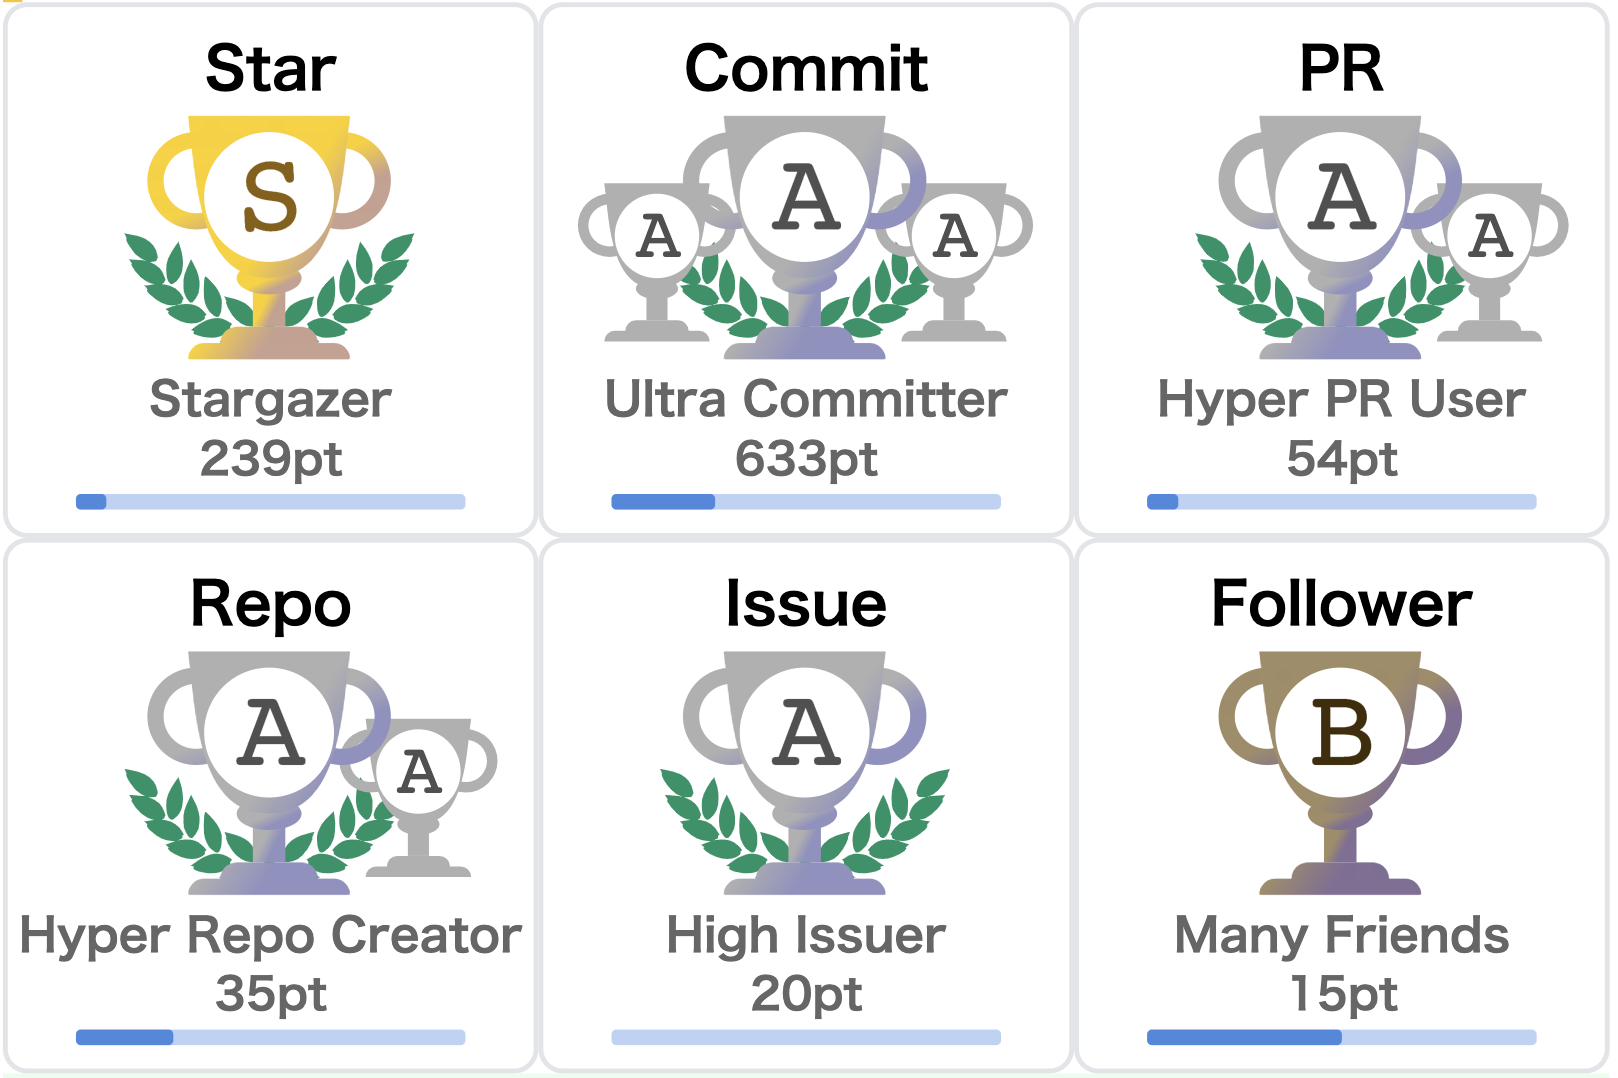 Star
S
Stargazer
239pt
Commit
A A A
Ultra Committer
633pt
PR
A A
Hyper PR User
54pt
Repo
A A
Hyper Repo Creator
35pt
Issue
A
High Issuer
20pt
Follower
B
Many Friends
15pt